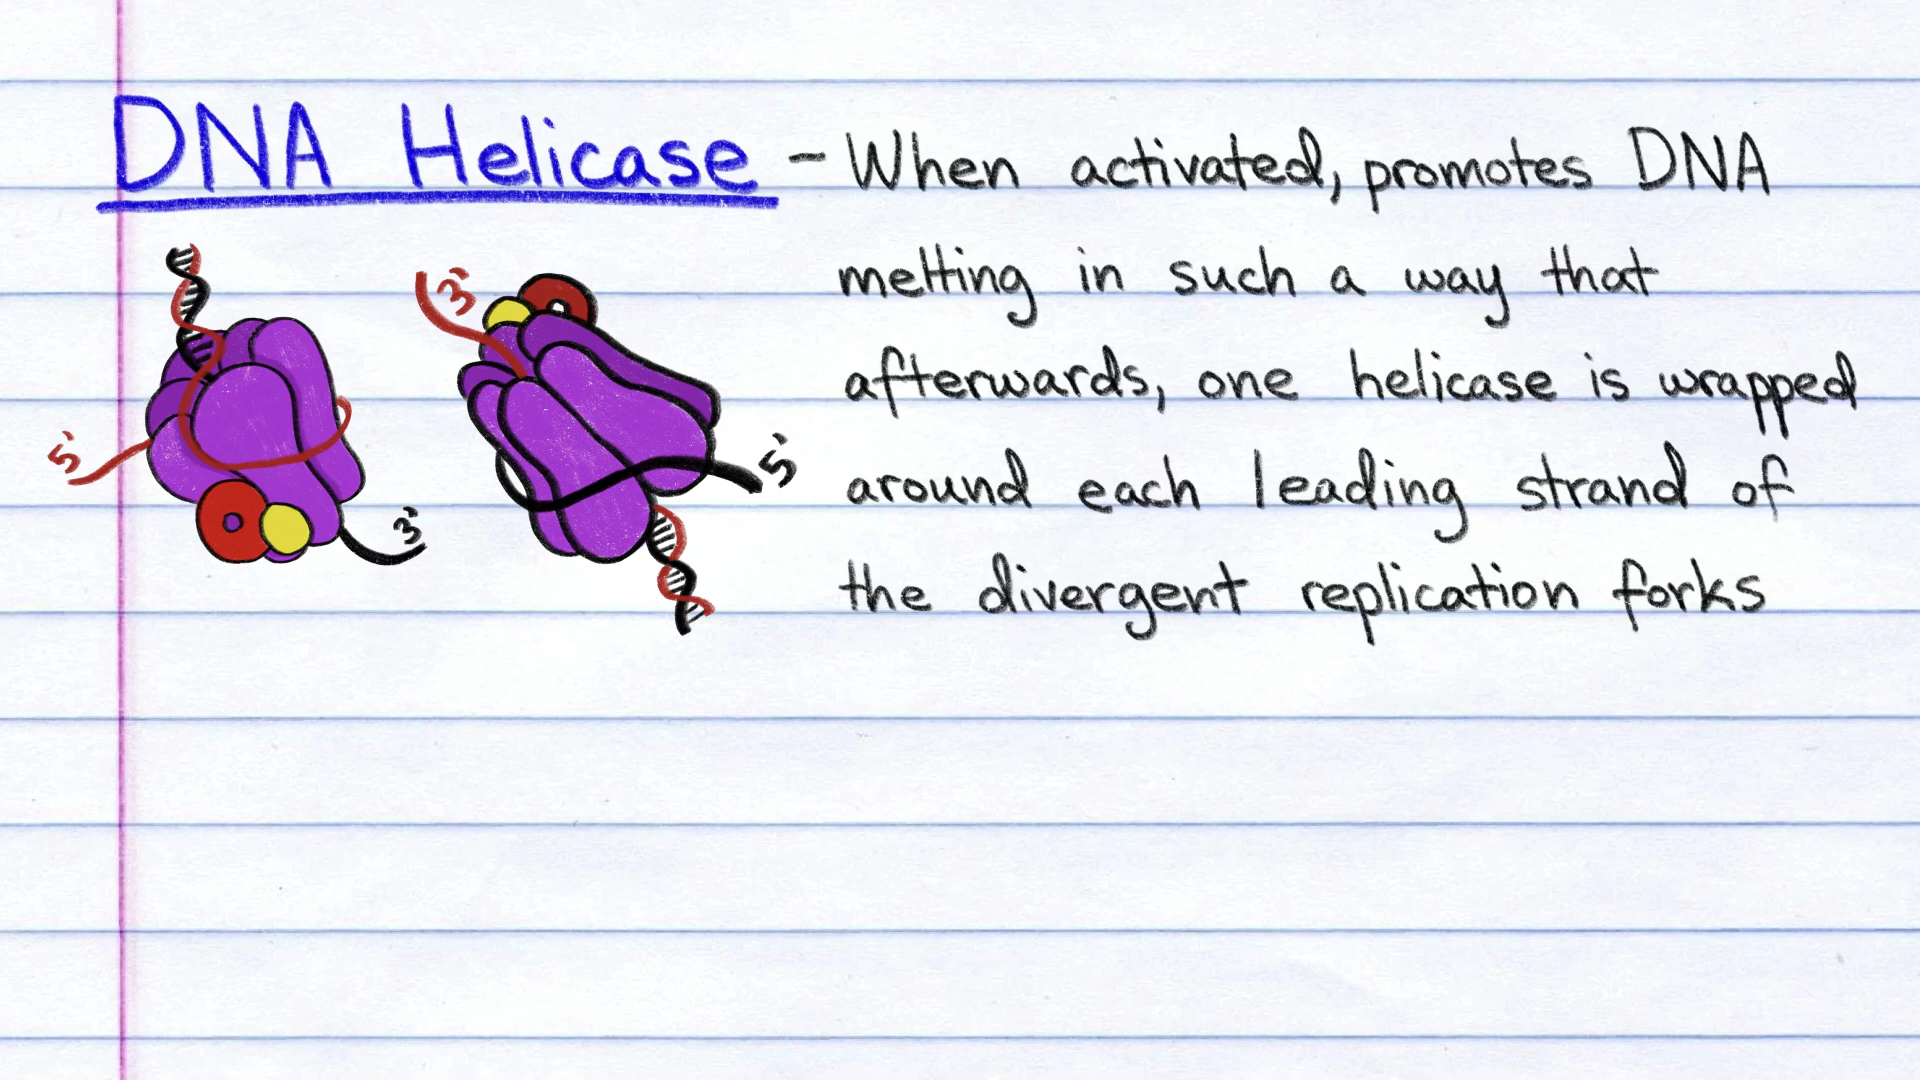 DNA Helicase - When activated, promotes DNA
melting in such a way that
afterwards, one helicase is wrapped
around each leading strand of
the divergent replication forks
3'
5'
5'
3'